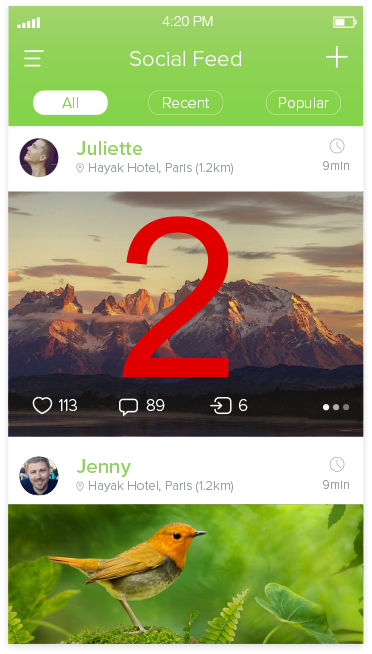 4:20 PM
Social Feed
All
Recent
Popular
Juliette
Hayak Hotel, Paris (1.2km)
9min
2
113
89
6
Jenny
Hayak Hotel, Paris (1.2km)
9min